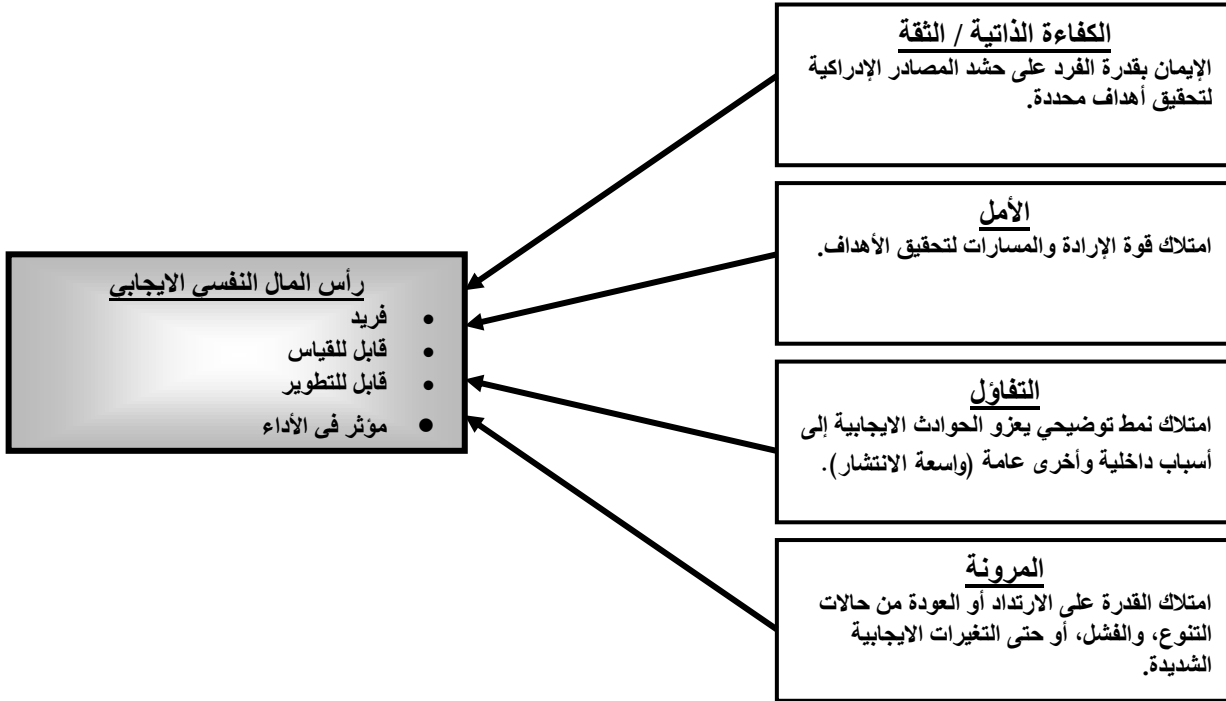 الكفاءة الذاتية / الثقة
الإيمان بقدرة الفرد على حشد المصادر الإدراكية
لتحقيق أهداف محددة.
الأمل
امتلاك قوة الإرادة والمسارات لتحقيق الأهداف.
التفاؤل
امتلاك نمط توضيحي يعزو الحوادث الايجابية إلى
أسباب داخلية وأخرى عامة (واسعة الانتشار).
المرونة
امتلاك القدرة على الارتداد أو العودة من حالات
التنوع، والفشل، أو حتى التغيرات الايجابية
الشديدة.
رأس المال النفسي الايجابي
• فريد
• قابل للقياس
• قابل للتطوير
• مؤثر في الأداء